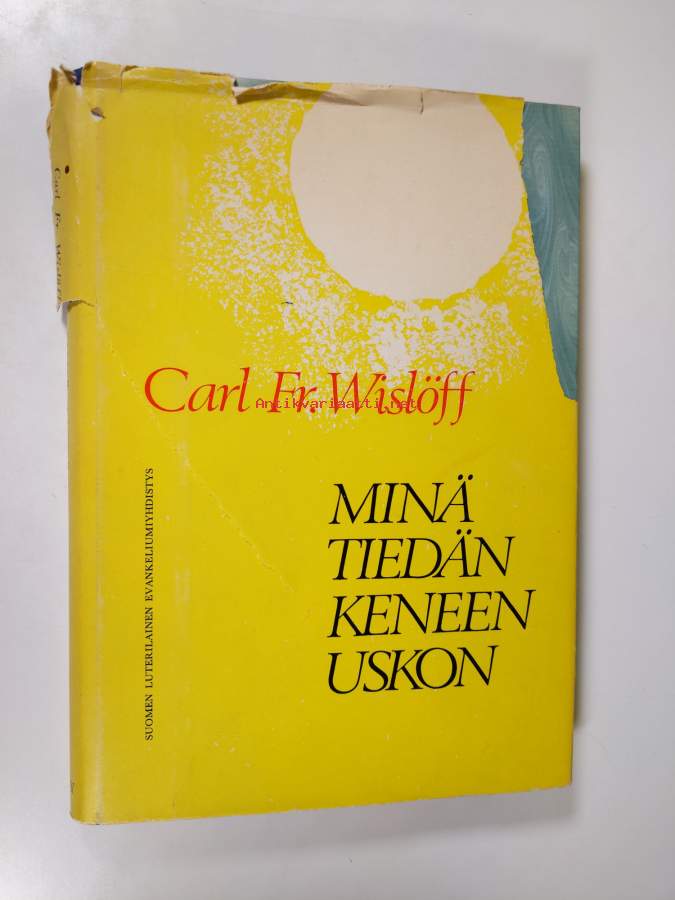 Carl Fr. Wislöff
Carl Fr. Wislöff
Antikvariaatti.net
MINÄ
TIEDÄN
KENEEN
USKON
SUOMEN LUTERILAINEN EVANKELIUMIYHDISTYS